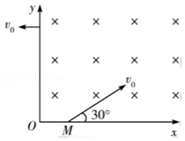 y
× × × ×
v₀
× × × ×
v₀
× × × ×
30°
O M x